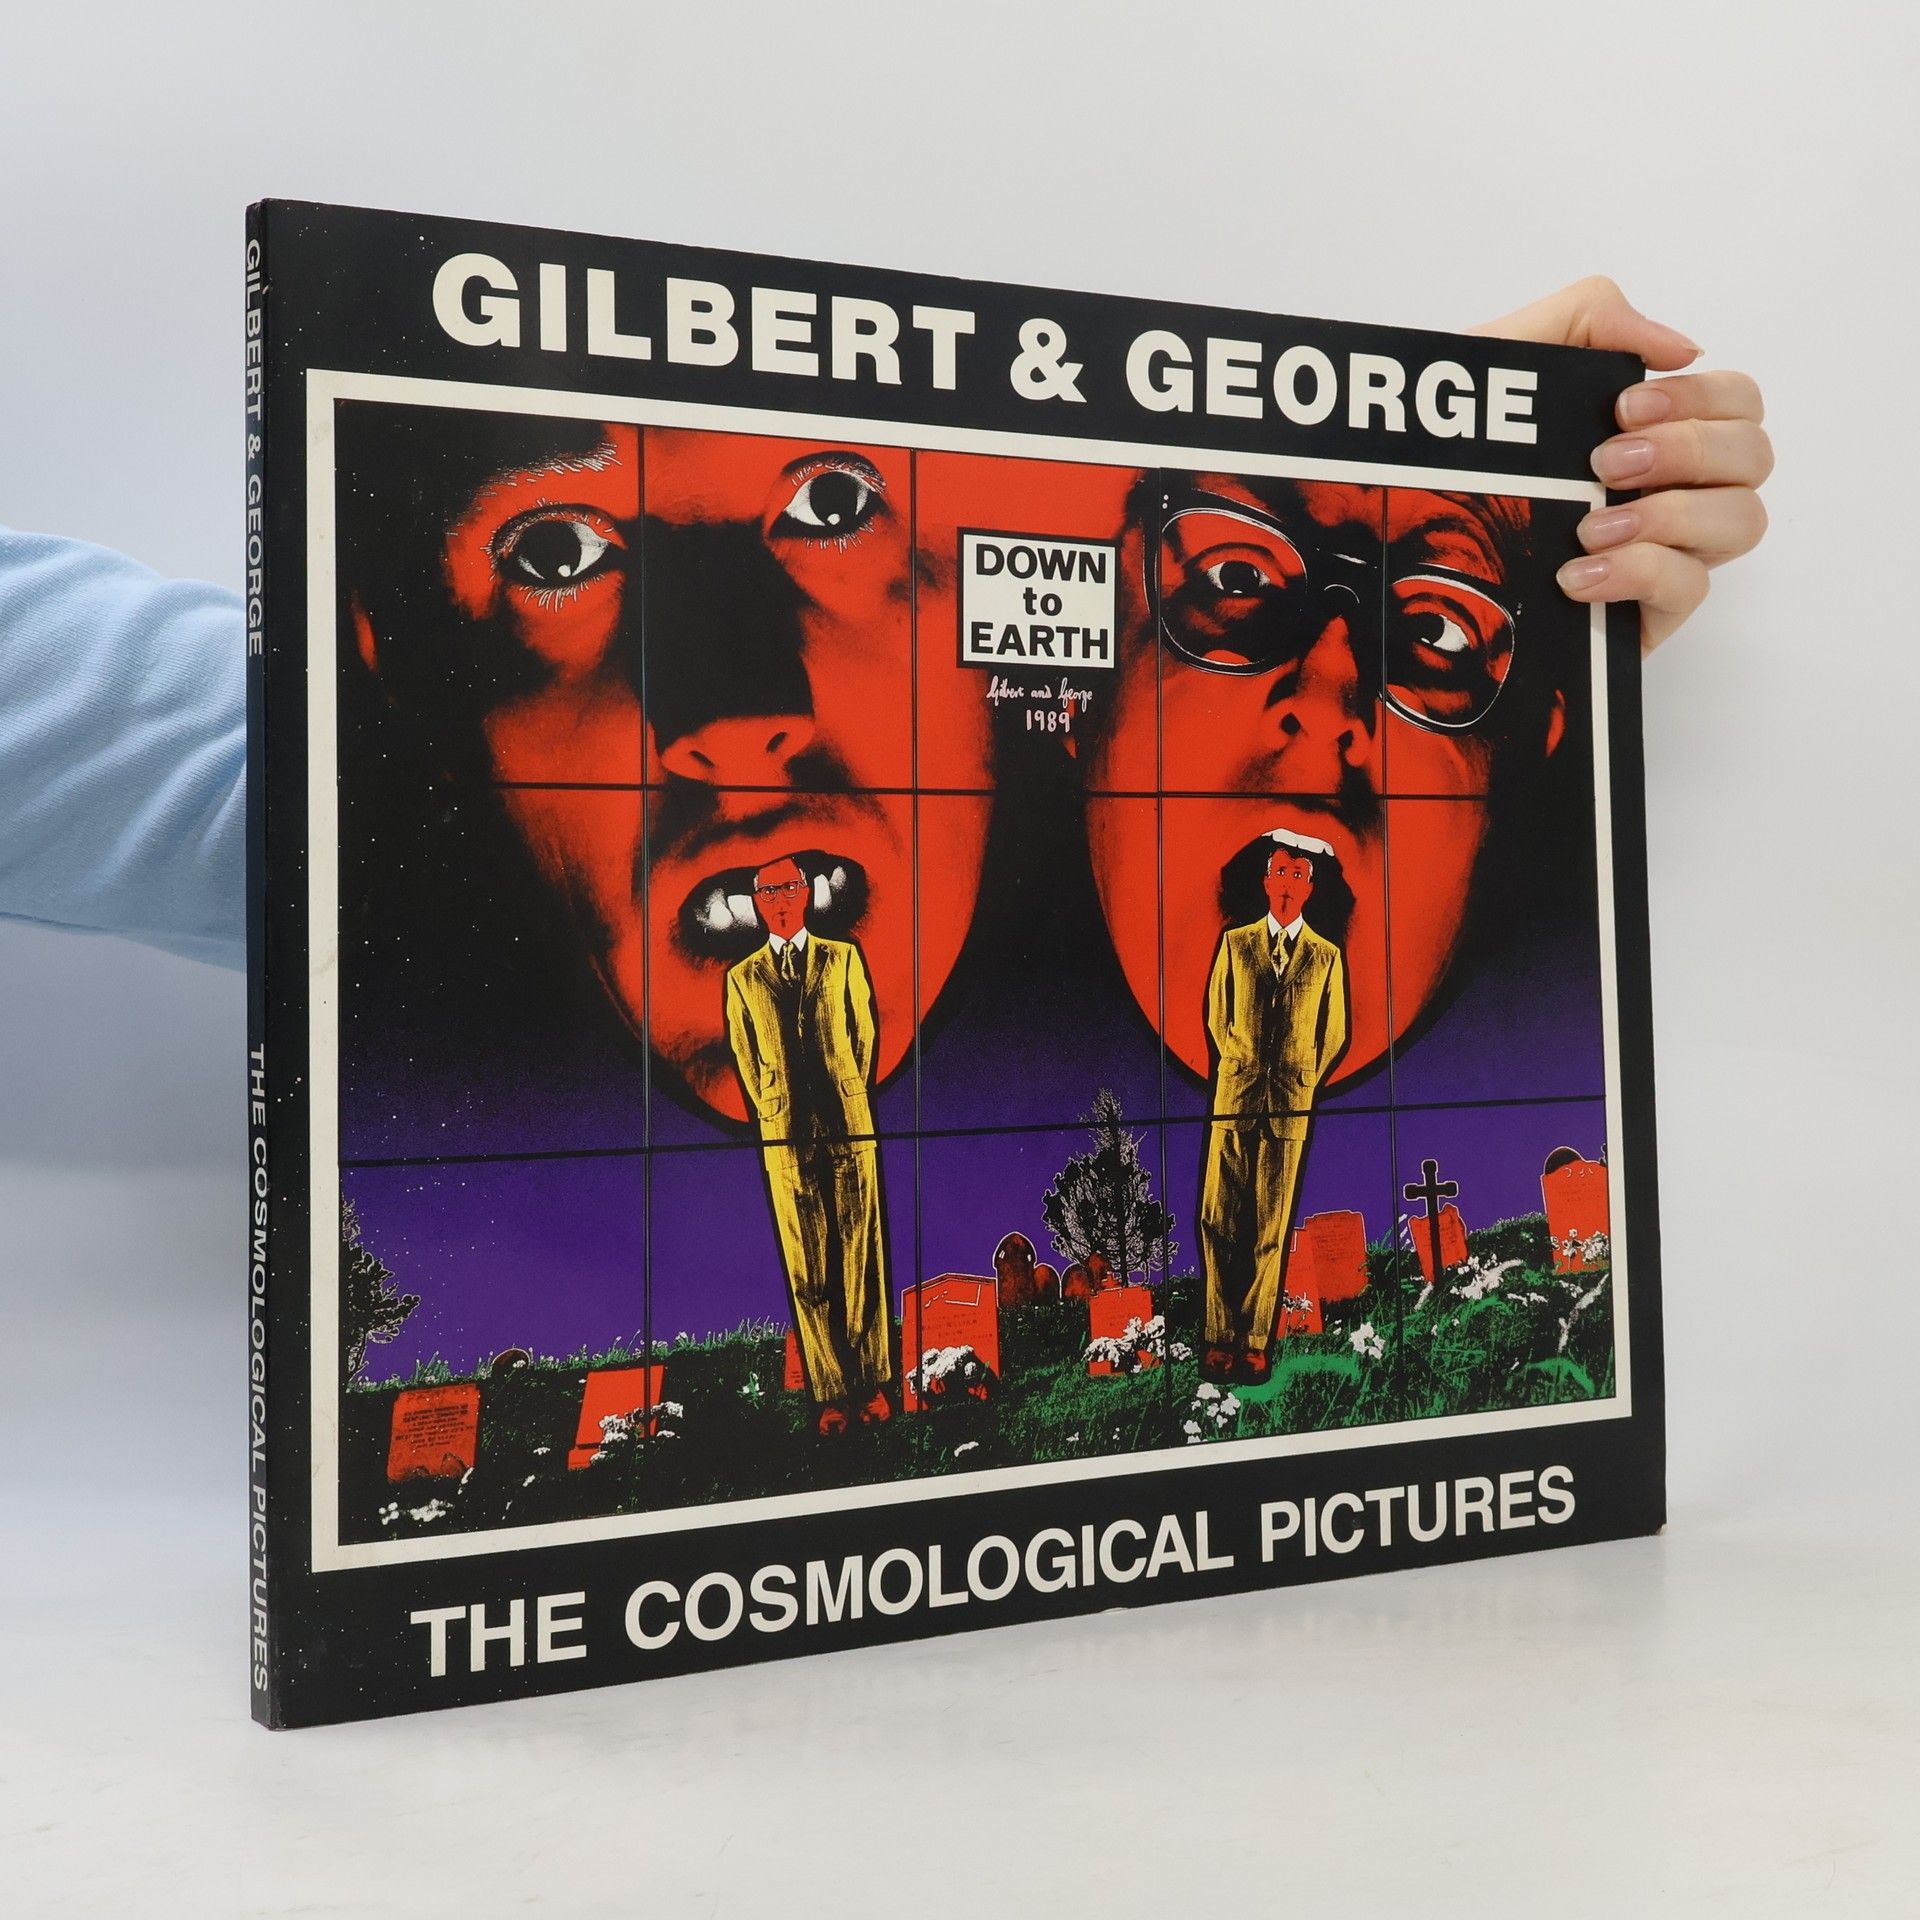 GILBERT & GEORGE
DOWN
to
EARTH
Gilbert and George
1989
THE COSMOLOGICAL PICTURES
GILBERT & GEORGE THE COSMOLOGICAL PICTURES